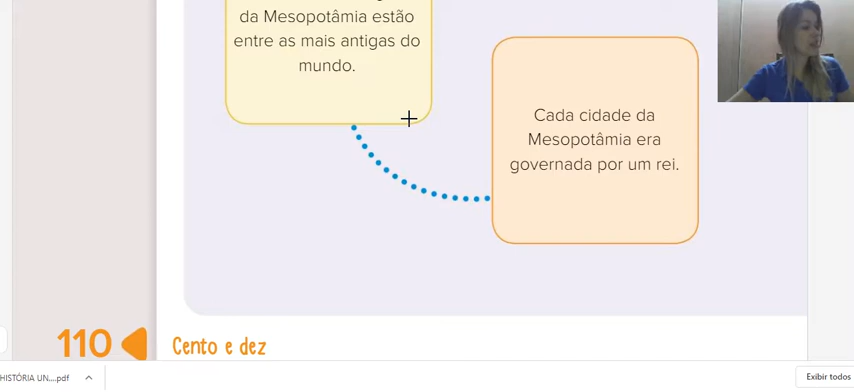 da Mesopotâmia estão
entre as mais antigas do
mundo.
Cada cidade da
Mesopotâmia era
governada por um rei.
110
Cento e dez
HISTÓRIA UN....pdf
Exibir todos